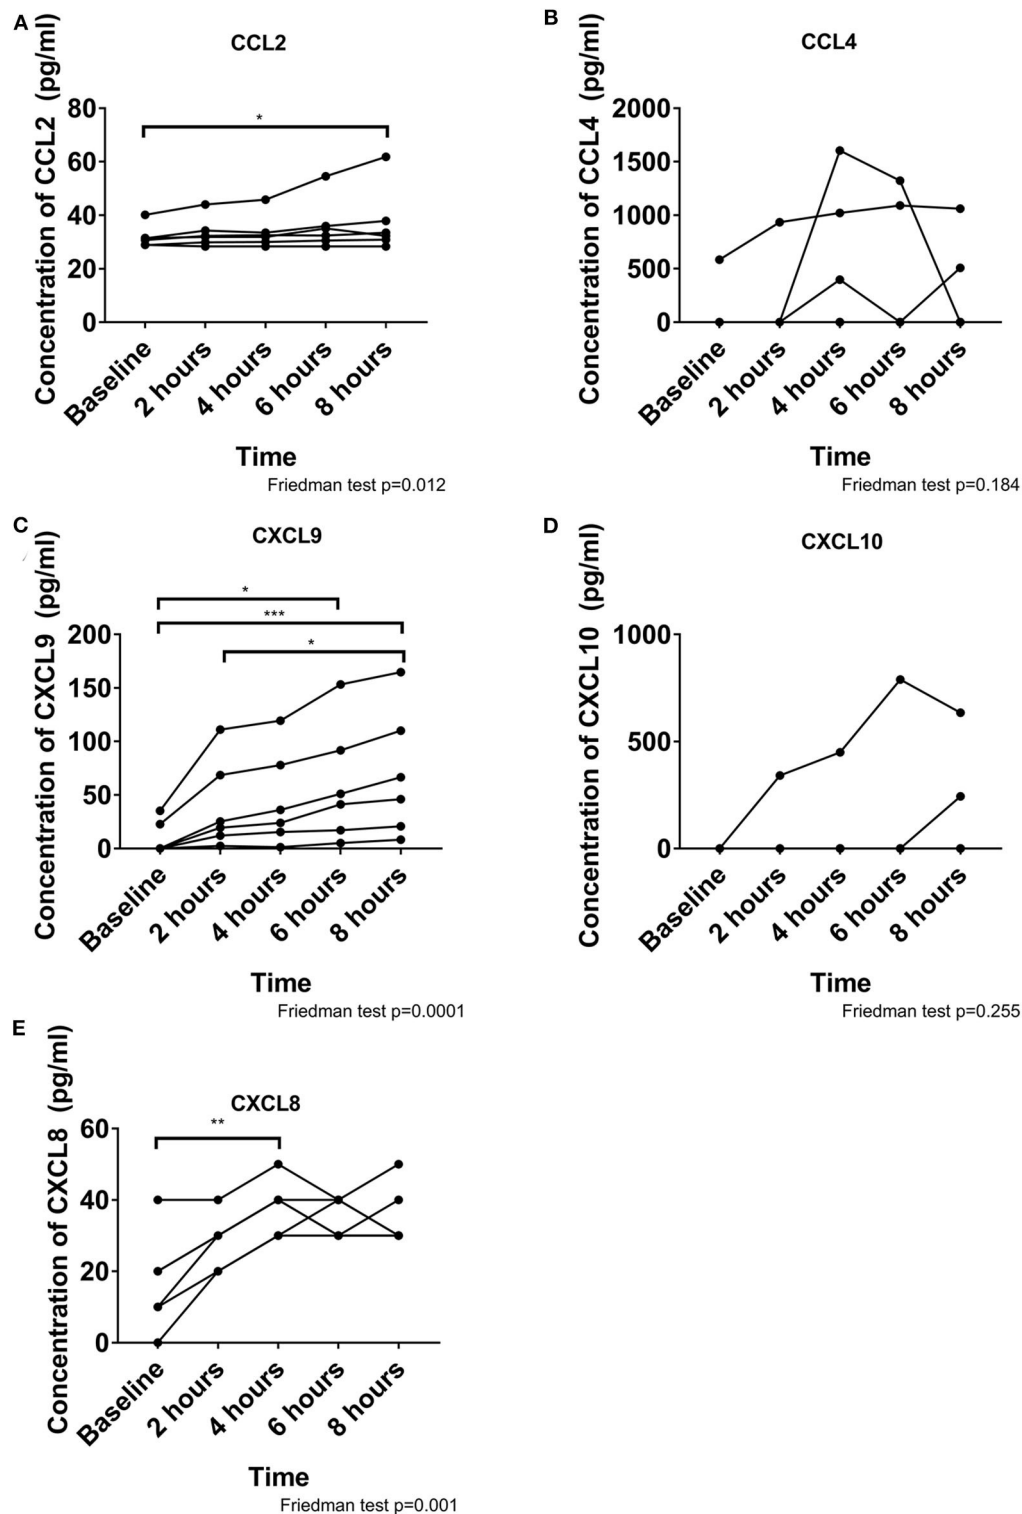 A
CCL2
Concentration of CCL2 (pg/ml)
80
60
40
20
0
*
Baseline
2 hours
4 hours
6 hours
8 hours
Time
Friedman test p=0.012
B
CCL4
Concentration of CCL4 (pg/ml)
2000
1500
1000
500
0
Baseline
2 hours
4 hours
6 hours
8 hours
Time
Friedman test p=0.184
C
CXCL9
Concentration of CXCL9 (pg/ml)
*
***
*
200
150
100
50
0
Baseline
2 hours
4 hours
6 hours
8 hours
Time
Friedman test p=0.0001
D
CXCL10
Concentration of CXCL10 (pg/ml)
1000
500
0
Baseline
2 hours
4 hours
6 hours
8 hours
Time
Friedman test p=0.255
E
CXCL8
Concentration of CXCL8 (pg/ml)
**
60
40
20
0
Baseline
2 hours
4 hours
6 hours
8 hours
Time
Friedman test p=0.001